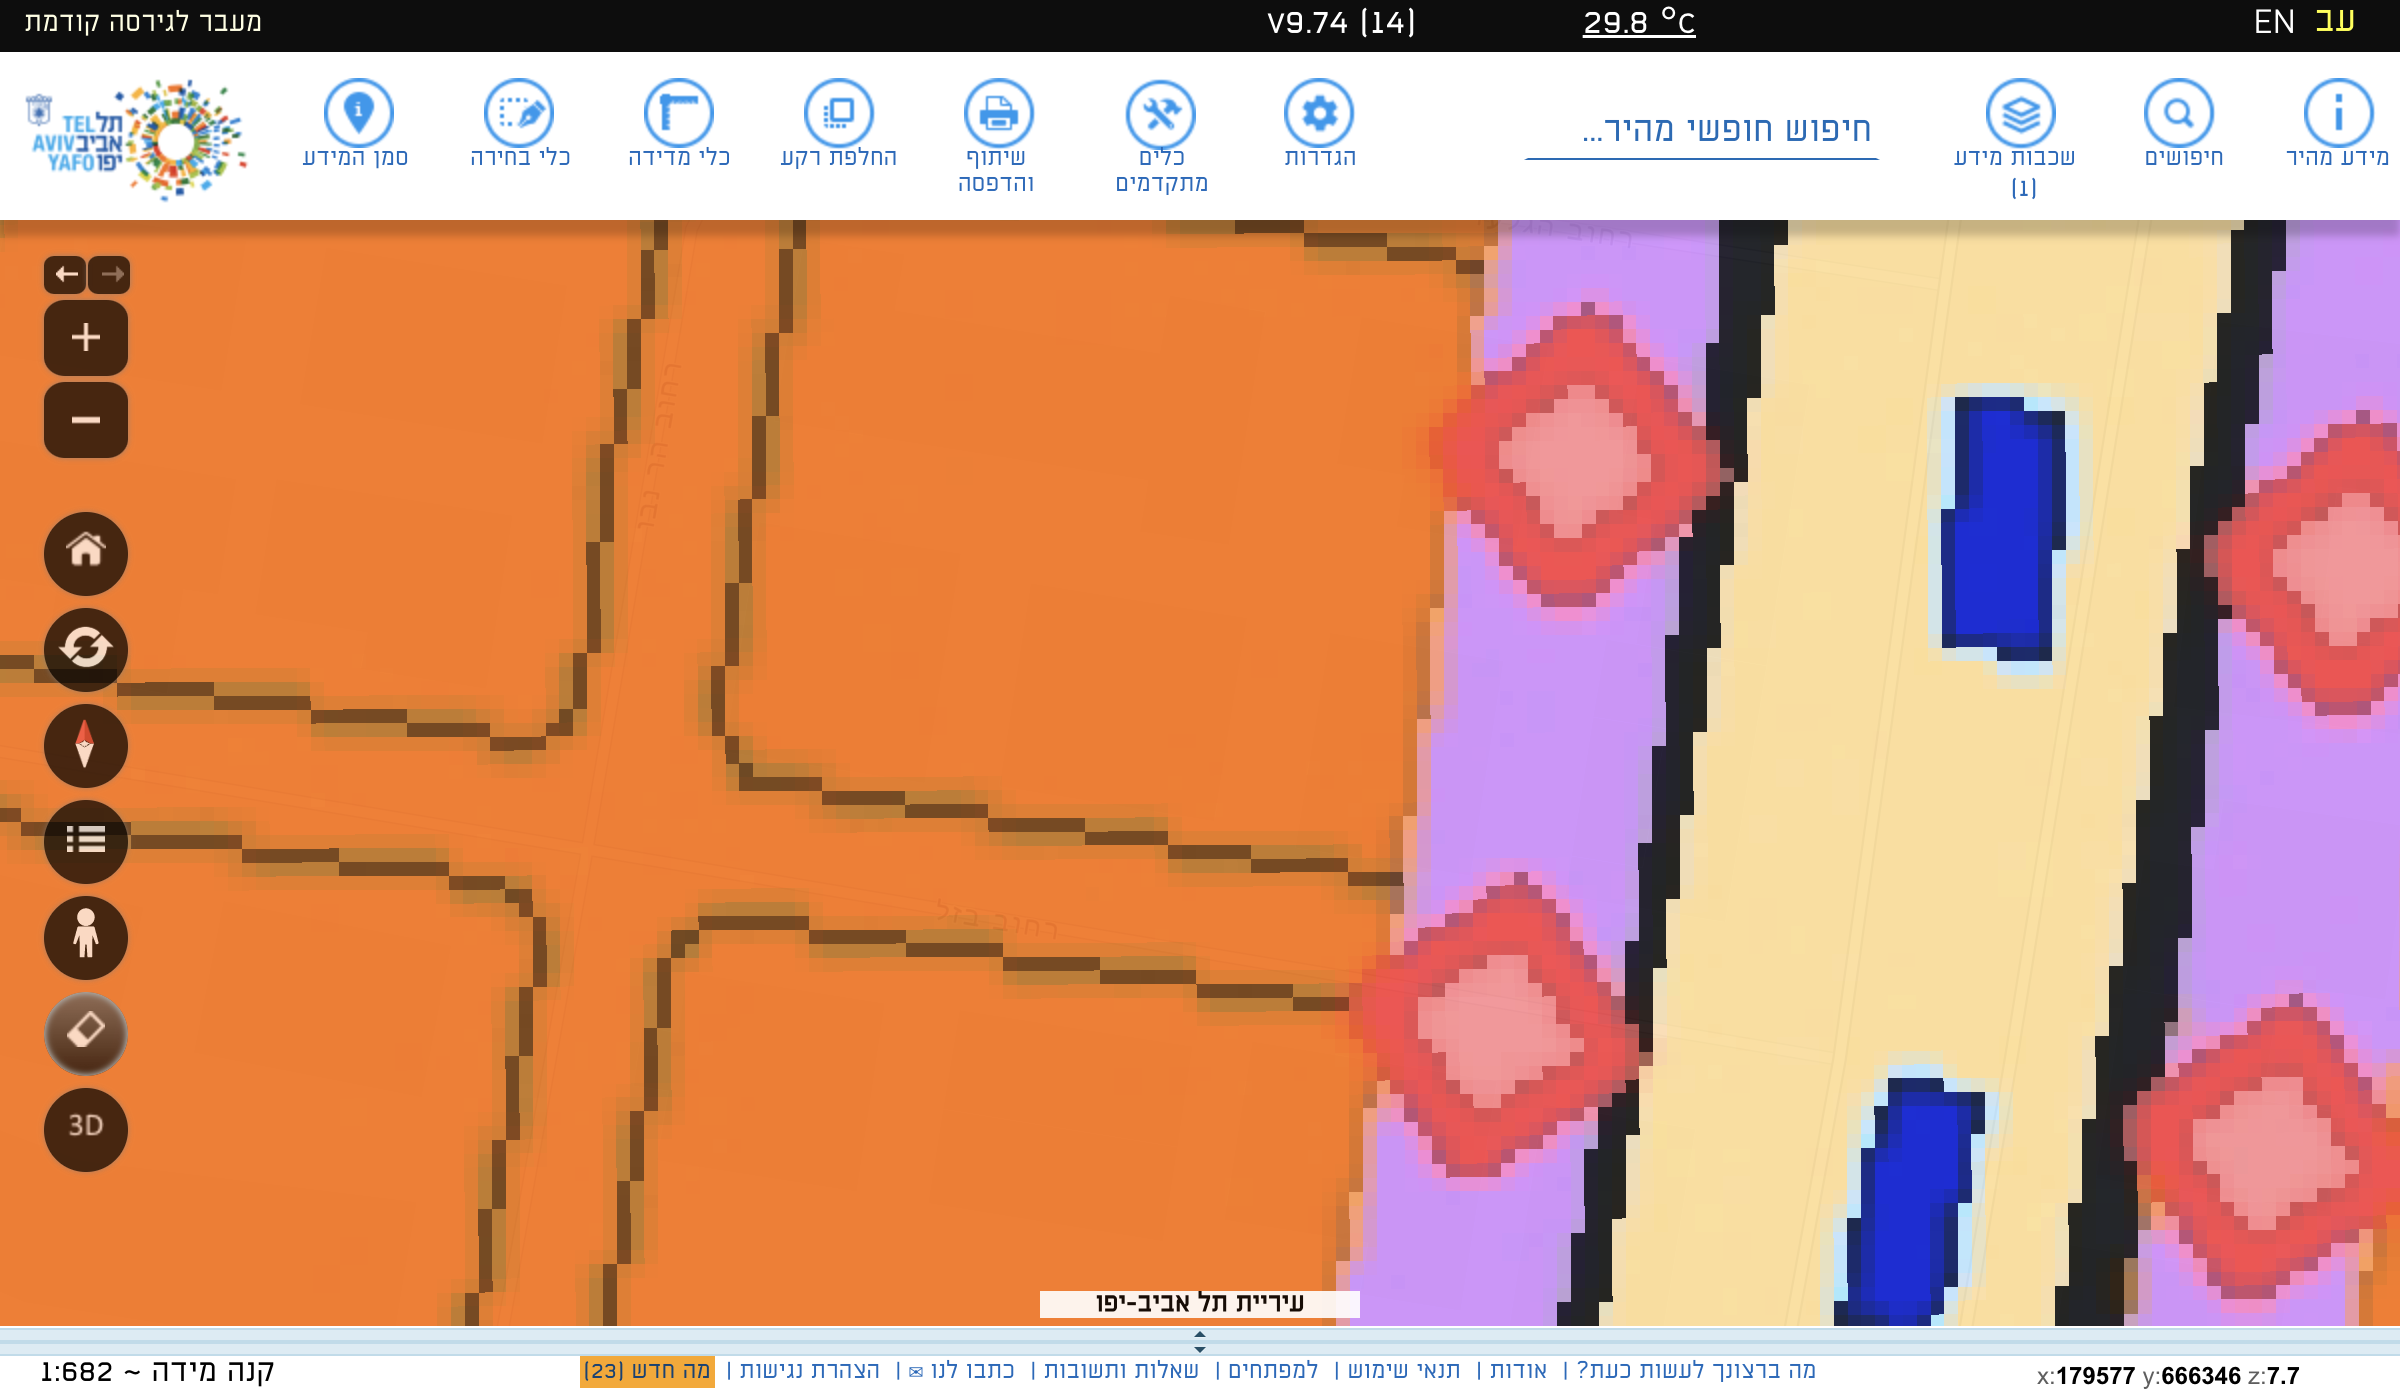 עב EN
29.8 °C
V9.74 (14)
מעבר לגירסה קודמת
מידע מהיר
חיפושים
שכבות מידע
(1)
חיפוש חופשי מהיר...
הגדרות
כלים
מתקדמים
שיתוף
והדפסה
החלפת רקע
כלי מדידה
כלי בחירה
סמן המידע
תל אביב יפו
TEL AVIV YAFO
רחוב הר נבו
רחוב בזל
3D
עיריית תל אביב-יפו
x:179577 y:666346 z:7.7
מה ברצונך לעשות כעת? | אודות | תנאי שימוש | למפתחים | שאלות ותשובות | כתבו לנו ✉ | הצהרת נגישות | מה חדש (23)
קנה מידה ~ 1:682